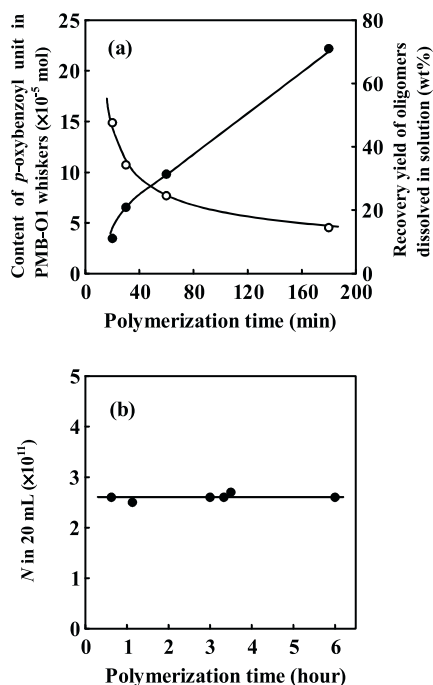 (a)
Content of p-oxybenzoyl unit in
PMB-O1 whiskers (×10⁻⁵ mol)
25
20
15
10
5
0
80
60
40
20
0
Recovery yield of oligomers
dissolved in solution (wt%)
0 40 80 120 160 200
Polymerization time (min)
(b)
N in 20 mL (×10¹¹)
5
4
3
2
1
0
0 1 2 3 4 5 6
Polymerization time (hour)